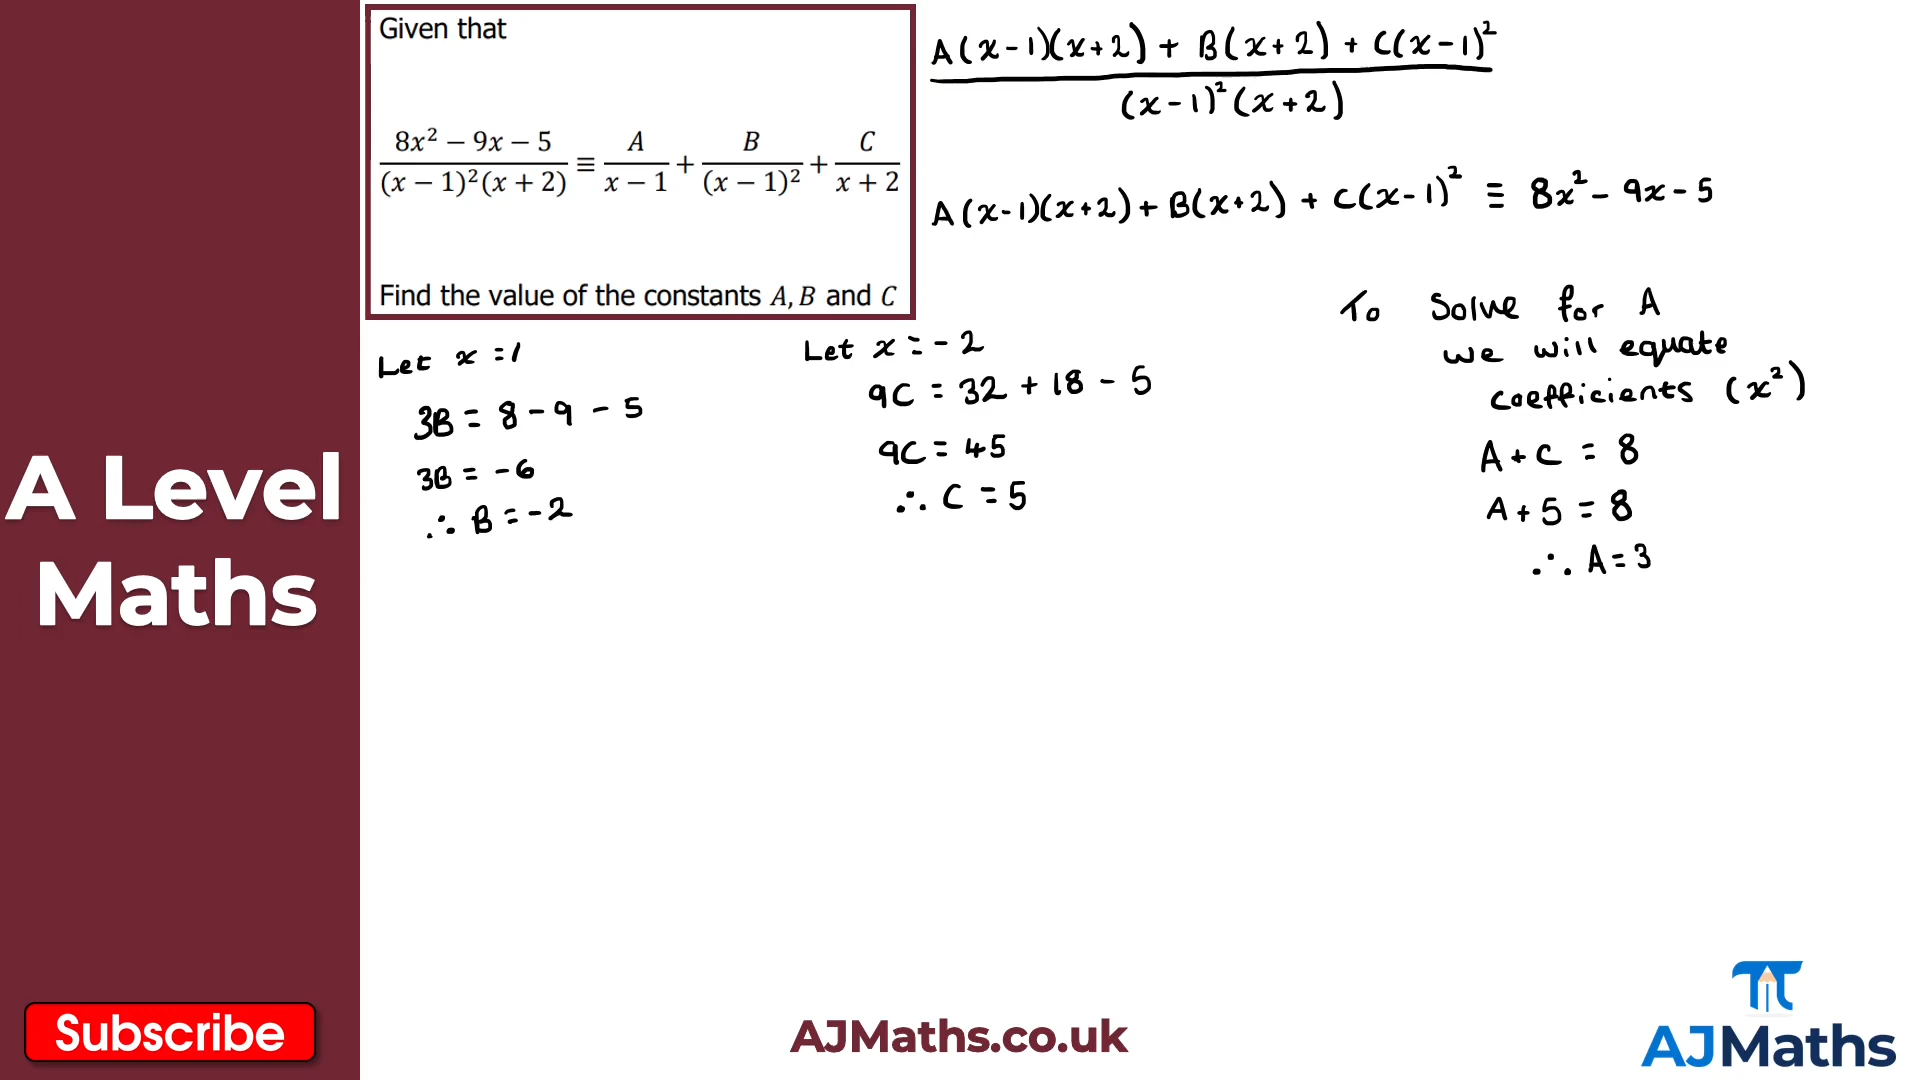 A Level
Maths
Subscribe
Given that
8x² − 9x − 5 / (x − 1)²(x + 2) ≡ A / x − 1 + B / (x − 1)² + C / x + 2
Find the value of the constants A, B and C
A(x-1)(x+2) + B(x+2) + C(x-1)²
(x-1)²(x+2)
A(x-1)(x+2) + B(x+2) + C(x-1)² ≡ 8x² - 9x - 5
Let x = 1
3B = 8 - 9 - 5
3B = -6
∴ B = -2
Let x = -2
9C = 32 + 18 - 5
9C = 45
∴ C = 5
To Solve for A
we will equate
coefficients (x²)
A + C = 8
A + 5 = 8
∴ A = 3
AJMaths.co.uk
AJMaths